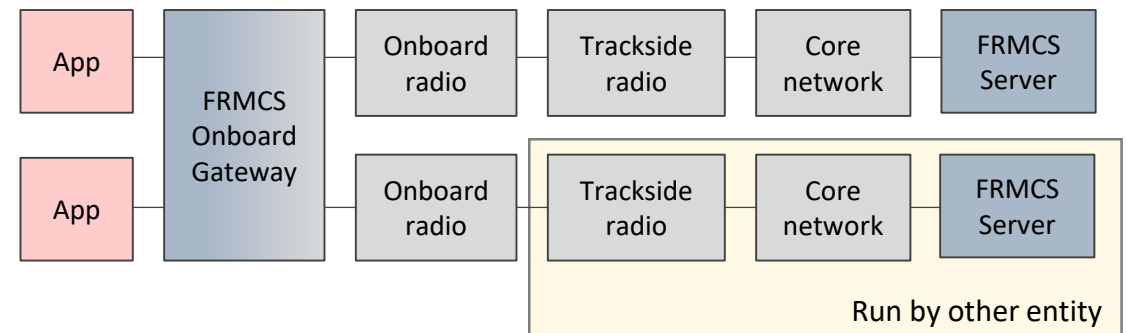 App
FRMCS
Onboard
Gateway
Onboard
radio
Trackside
radio
Core
network
FRMCS
Server
App
Onboard
radio
Trackside
radio
Core
network
FRMCS
Server
Run by other entity